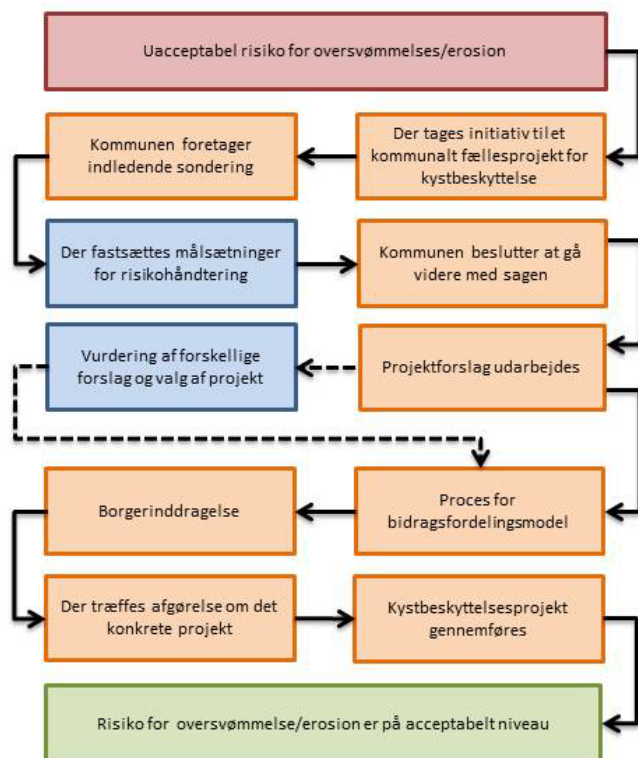 Uacceptabel risiko for oversvømmelses/erosion
Der tages initiativ til et
kommunalt fællesprojekt for
kystbeskyttelse
Kommunen foretager
indledende sondering
Der fastsættes målsætninger
for risikohåndtering
Kommunen beslutter at gå
videre med sagen
Projektforslag udarbejdes
Vurdering af forskellige
forslag og valg af projekt
Proces for
bidragsfordelingsmodel
Borgerinddragelse
Der træffes afgørelse om det
konkrete projekt
Kystbeskyttelsesprojekt
gennemføres
Risiko for oversvømmelse/erosion er på acceptabelt niveau